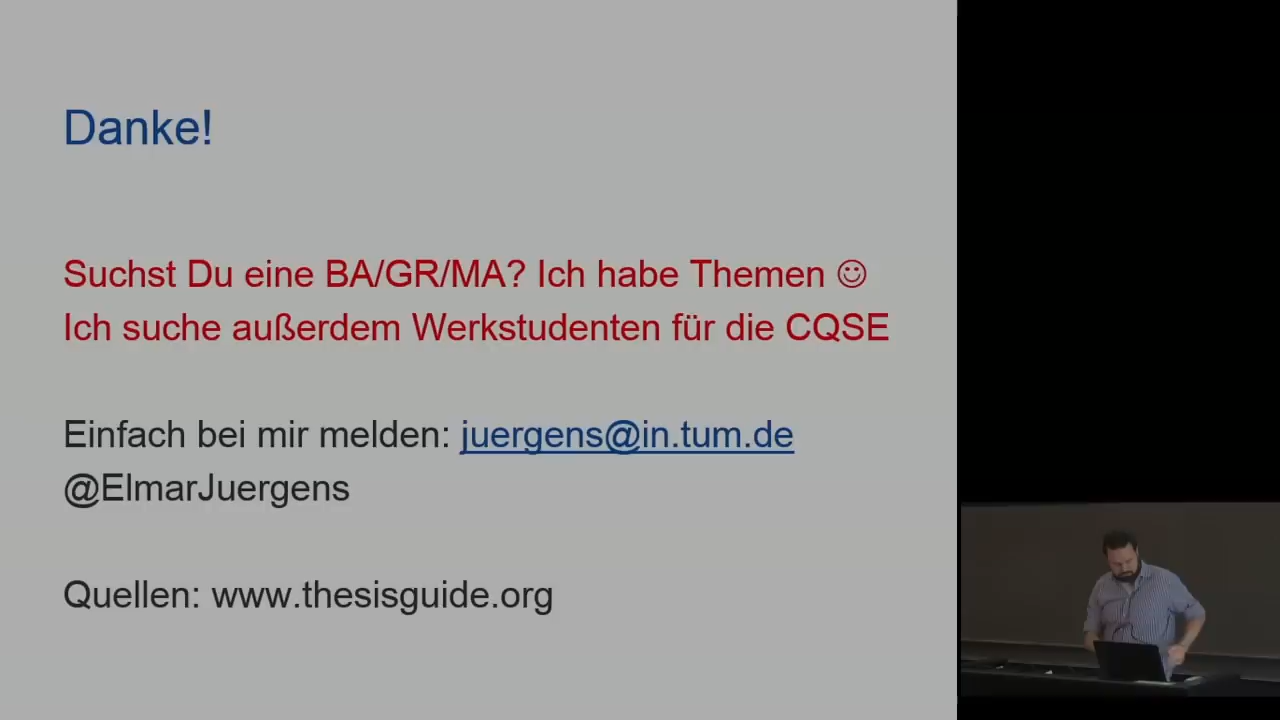 Danke!
Suchst Du eine BA/GR/MA? Ich habe Themen ☺
Ich suche außerdem Werkstudenten für die CQSE
Einfach bei mir melden: juergens@in.tum.de
@ElmarJuergens
Quellen: www.thesisguide.org